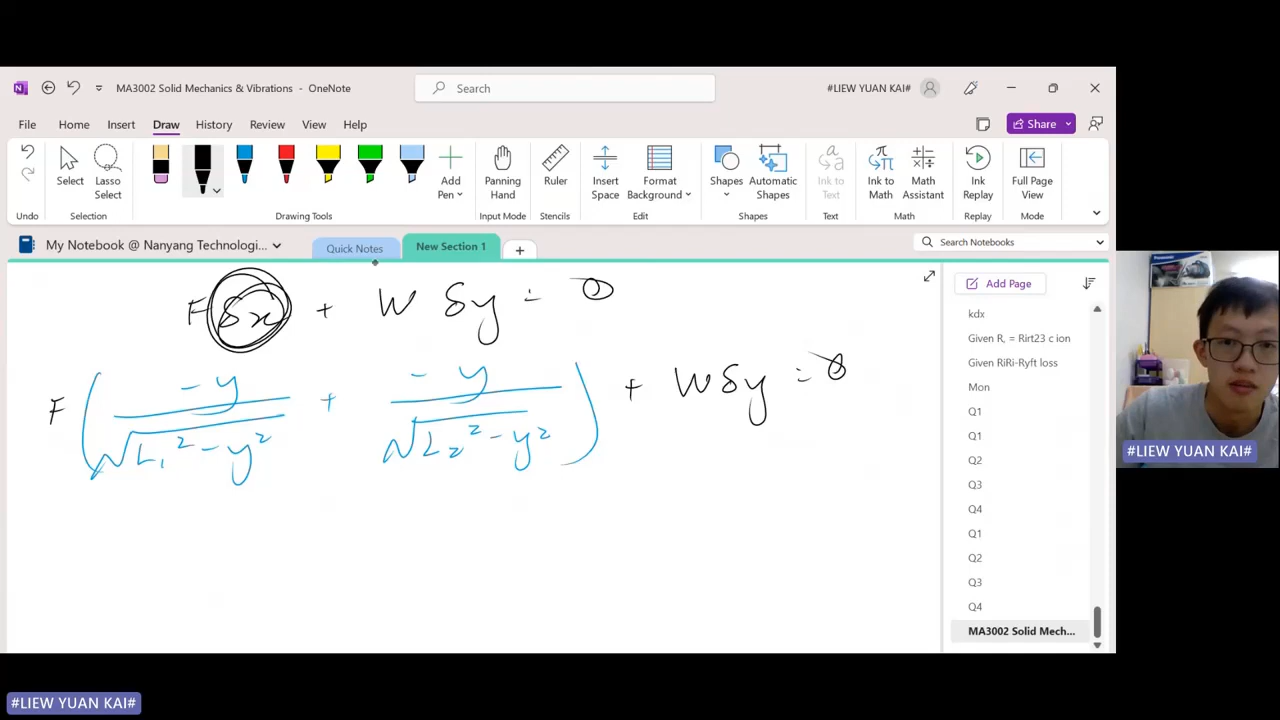 MA3002 Solid Mechanics & Vibrations - OneNote
Search
#LIEW YUAN KAI#
File Home Insert Draw History Review View Help
Share
Undo
Select
Lasso Select
Add Pen
Panning Hand
Ruler
Insert Space
Format Background
Shapes
Automatic Shapes
Ink to Text
Ink to Math
Math Assistant
Ink Replay
Full Page View
Undo Selection Drawing Tools Input Mode Stencils Edit Shapes Text Math Replay Mode
My Notebook @ Nanyang Technologi...
Quick Notes
New Section 1
Search Notebooks
Add Page
kdx
Given R, = Rirt23 c ion
Given RiRi-Ryft loss
Mon
Q1
Q1
Q2
Q3
Q4
Q1
Q2
Q3
Q4
MA3002 Solid Mech...
F δx + W δy = 0
F ( -y / √L₁² - y² + -y / √L₂² - y² ) + W δy = 0
#LIEW YUAN KAI#
#LIEW YUAN KAI#